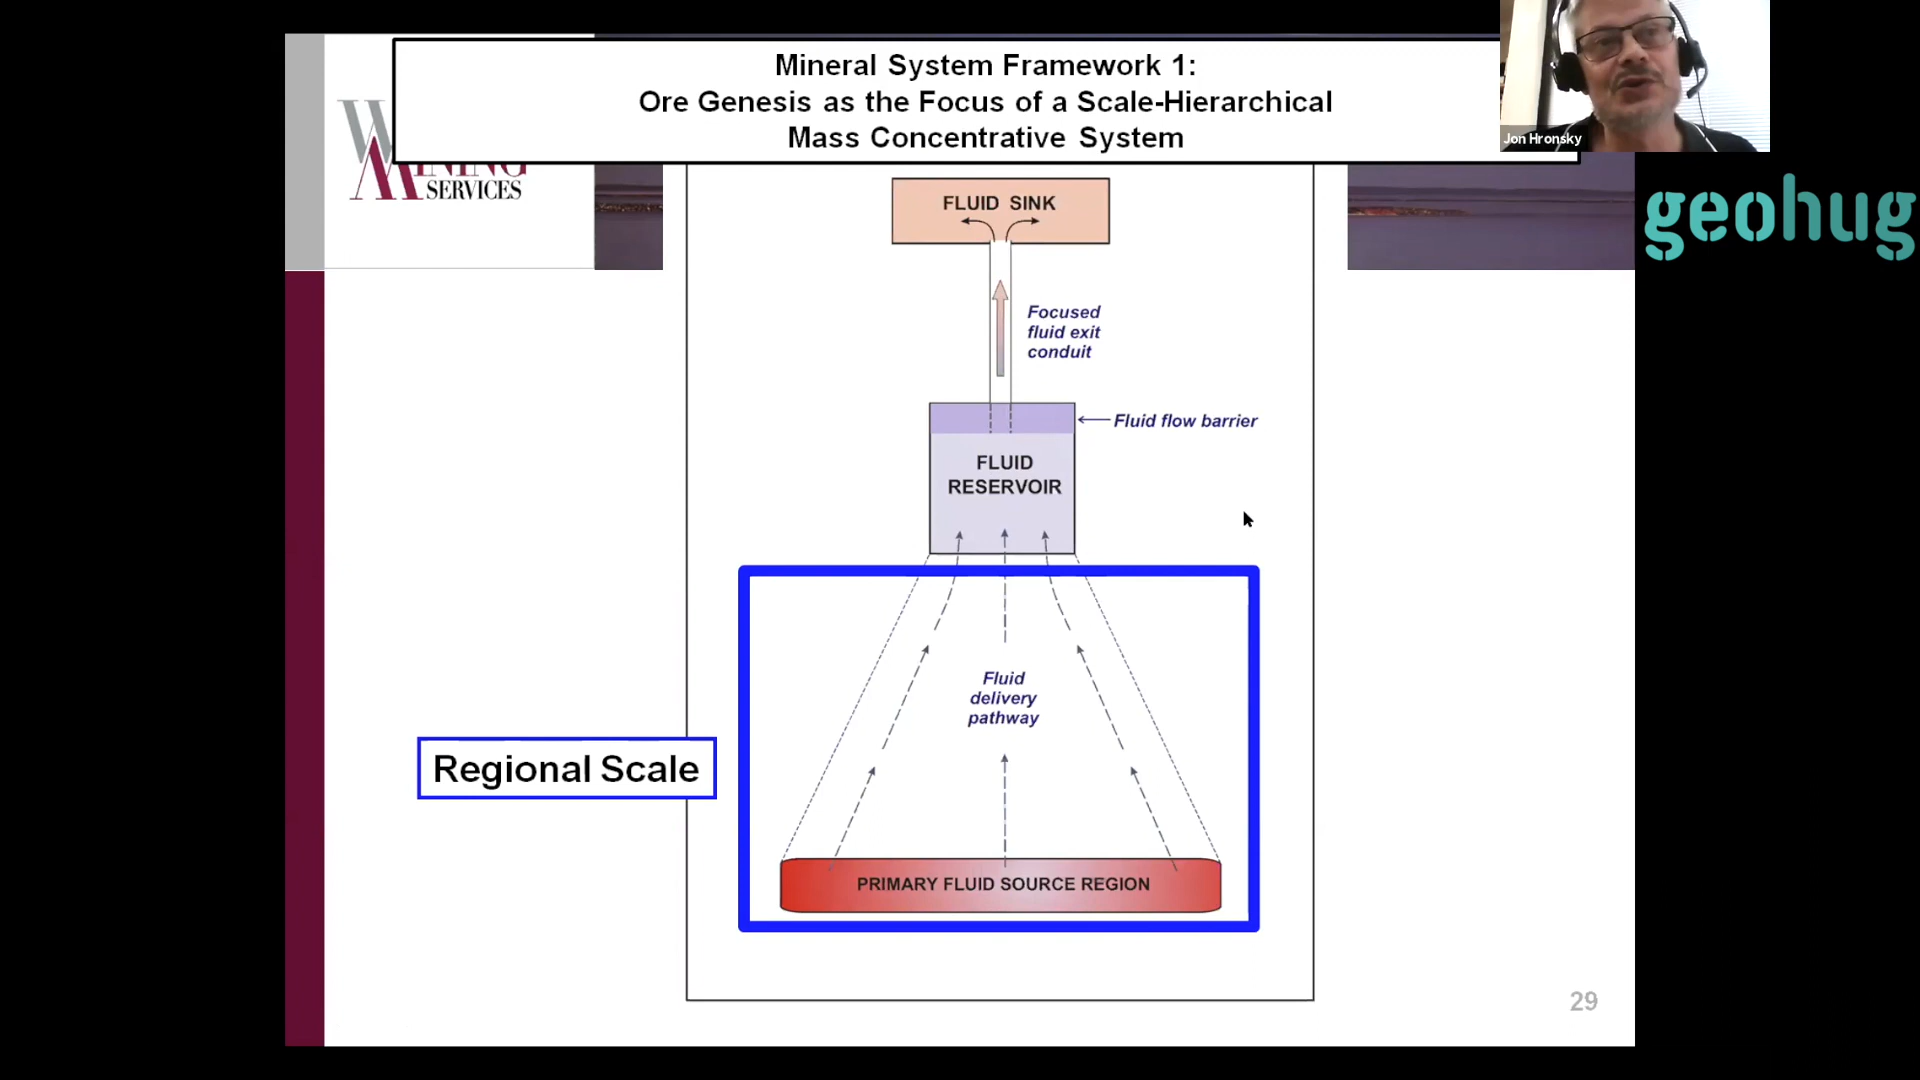 Mineral System Framework 1:
Ore Genesis as the Focus of a Scale-Hierarchical
Mass Concentrative System
Jon Hronsky
geohug
SERVICES
FLUID SINK
Focused
fluid exit
conduit
Fluid flow barrier
FLUID
RESERVOIR
Fluid
delivery
pathway
Regional Scale
PRIMARY FLUID SOURCE REGION
29